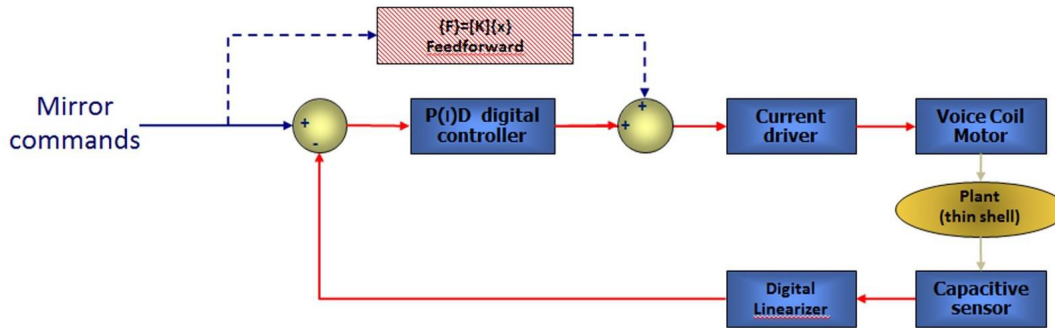 {F}=[K]{x}
Feedforward
Mirror
commands
+
-
P(I)D digital
controller
+
+
Current
driver
Voice Coil
Motor
Plant
(thin shell)
Digital
Linearizer
Capacitive
sensor